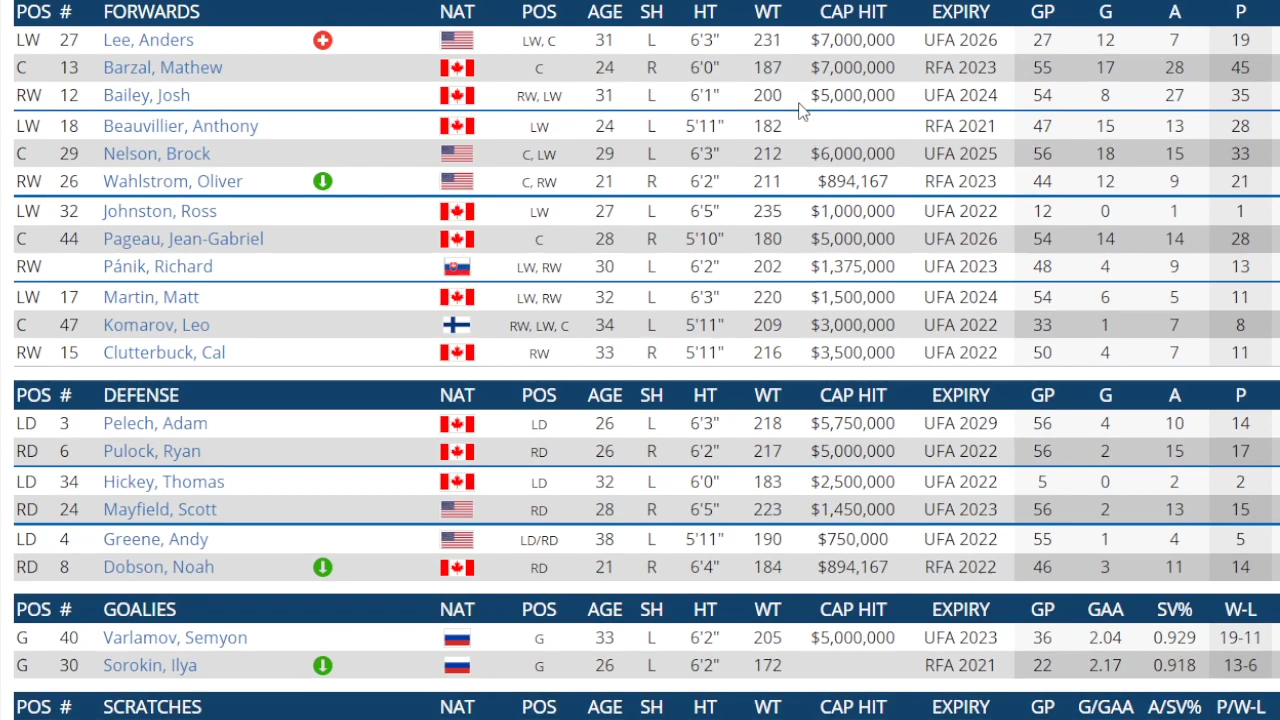 POS # FORWARDS NAT POS AGE SH HT WT CAP HIT EXPIRY GP G A P
LW 27 Lee, Anders LW, C 31 L 6'3" 231 $7,000,000 UFA 2026 27 12 7 19
C 13 Barzal, Mathew C 24 R 6'0" 187 $7,000,000 RFA 2023 55 17 28 45
RW 12 Bailey, Josh RW, LW 31 L 6'1" 200 $5,000,000 UFA 2024 54 8 27 35
LW 18 Beauvillier, Anthony LW 24 L 5'11" 182 RFA 2021 47 15 13 28
C 29 Nelson, Brock C, LW 29 L 6'3" 212 $6,000,000 UFA 2025 56 18 15 33
RW 26 Wahlstrom, Oliver C, RW 21 R 6'2" 211 $894,167 RFA 2023 44 12 9 21
LW 32 Johnston, Ross LW 27 L 6'5" 235 $1,000,000 UFA 2022 12 0 1 1
C 44 Pageau, Jean-Gabriel C 28 R 5'10" 180 $5,000,000 UFA 2026 54 14 14 28
RW Pánik, Richard LW, RW 30 L 6'2" 202 $1,375,000 UFA 2023 48 4 9 13
LW 17 Martin, Matt LW, RW 32 L 6'3" 220 $1,500,000 UFA 2024 54 6 5 11
C 47 Komarov, Leo RW, LW, C 34 L 5'11" 209 $3,000,000 UFA 2022 33 1 7 8
RW 15 Clutterbuck, Cal RW 33 R 5'11" 216 $3,500,000 UFA 2022 50 4 7 11
POS # DEFENSE NAT POS AGE SH HT WT CAP HIT EXPIRY GP G A P
LD 3 Pelech, Adam LD 26 L 6'3" 218 $5,750,000 UFA 2029 56 4 10 14
RD 6 Pulock, Ryan RD 26 R 6'2" 217 $5,000,000 UFA 2022 56 2 15 17
LD 34 Hickey, Thomas LD 32 L 6'0" 183 $2,500,000 UFA 2022 5 0 2 2
RD 24 Mayfield, Scott RD 28 R 6'5" 223 $1,450,000 UFA 2023 56 2 13 15
LD 4 Greene, Andy LD/RD 38 L 5'11" 190 $750,000 UFA 2022 55 1 4 5
RD 8 Dobson, Noah RD 21 R 6'4" 184 $894,167 RFA 2022 46 3 11 14
POS # GOALIES NAT POS AGE SH HT WT CAP HIT EXPIRY GP GAA SV% W-L
G 40 Varlamov, Semyon G 33 L 6'2" 205 $5,000,000 UFA 2023 36 2.04 0.929 19-11
G 30 Sorokin, Ilya G 26 L 6'2" 172 RFA 2021 22 2.17 0.918 13-6
POS # SCRATCHES NAT POS AGE SH HT WT CAP HIT EXPIRY GP G/GAA A/SV% P/W-L